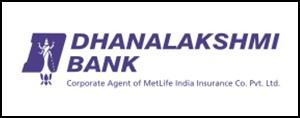 DHANALAKSHMI
BANK
Corporate Agent of MetLife India Insurance Co. Pvt. Ltd.